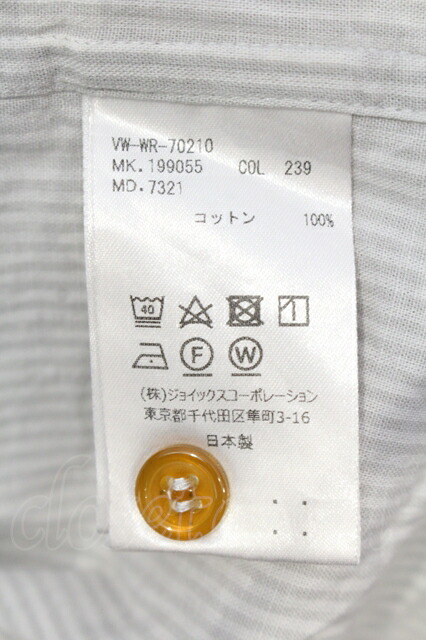 VW-WR-70210
MK.199055 COL 239
MD.7321
コットン 100%
40
F W
(株)ジョイックスコーポレーション
東京都千代田区隼町3-16
日本製